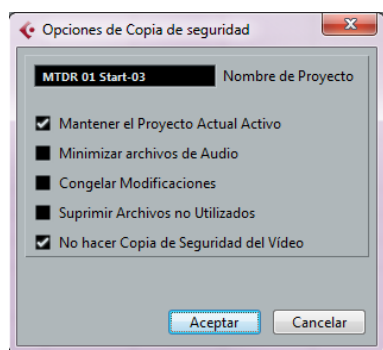 Opciones de Copia de seguridad
MTDR 01 Start-03 Nombre de Proyecto
Mantener el Proyecto Actual Activo
Minimizar archivos de Audio
Congelar Modificaciones
Suprimir Archivos no Utilizados
No hacer Copia de Seguridad del Vídeo
Aceptar Cancelar